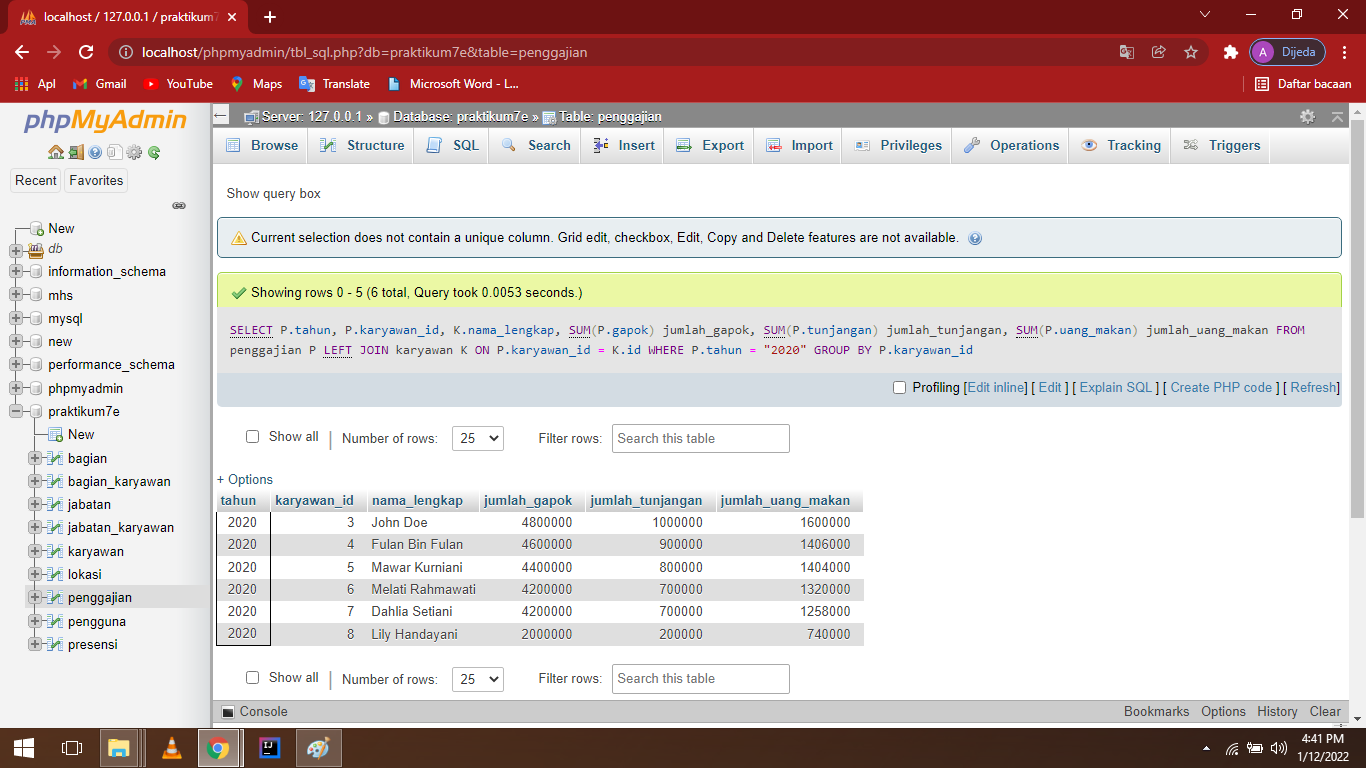 localhost / 127.0.0.1 / praktikum7
localhost/phpmyadmin/tbl_sql.php?db=praktikum7e&table=penggajian
A Dijeda
Apl Gmail YouTube Maps Translate Microsoft Word - L... Daftar bacaan
phpMyAdmin
Recent Favorites
New
db
information_schema
mhs
mysql
new
performance_schema
phpmyadmin
praktikum7e
New
bagian
bagian_karyawan
jabatan
jabatan_karyawan
karyawan
lokasi
penggajian
pengguna
presensi
Server: 127.0.0.1 » Database: praktikum7e » Table: penggajian
Browse Structure SQL Search Insert Export Import Privileges Operations Tracking Triggers
Show query box
Current selection does not contain a unique column. Grid edit, checkbox, Edit, Copy and Delete features are not available.
Showing rows 0 - 5 (6 total, Query took 0.0053 seconds.)
SELECT P.tahun, P.karyawan_id, K.nama_lengkap, SUM(P.gapok) jumlah_gapok, SUM(P.tunjangan) jumlah_tunjangan, SUM(P.uang_makan) jumlah_uang_makan FROM
penggajian P LEFT JOIN karyawan K ON P.karyawan_id = K.id WHERE P.tahun = "2020" GROUP BY P.karyawan_id
Profiling [Edit inline] [ Edit ] [ Explain SQL ] [ Create PHP code ] [ Refresh]
Show all | Number of rows: 25 Filter rows: Search this table
+ Options
tahun karyawan_id nama_lengkap jumlah_gapok jumlah_tunjangan jumlah_uang_makan
2020 3 John Doe 4800000 1000000 1600000
2020 4 Fulan Bin Fulan 4600000 900000 1406000
2020 5 Mawar Kurniani 4400000 800000 1404000
2020 6 Melati Rahmawati 4200000 700000 1320000
2020 7 Dahlia Setiani 4200000 700000 1258000
2020 8 Lily Handayani 2000000 200000 740000
Show all | Number of rows: 25 Filter rows: Search this table
Console Bookmarks Options History Clear
4:41 PM
1/12/2022